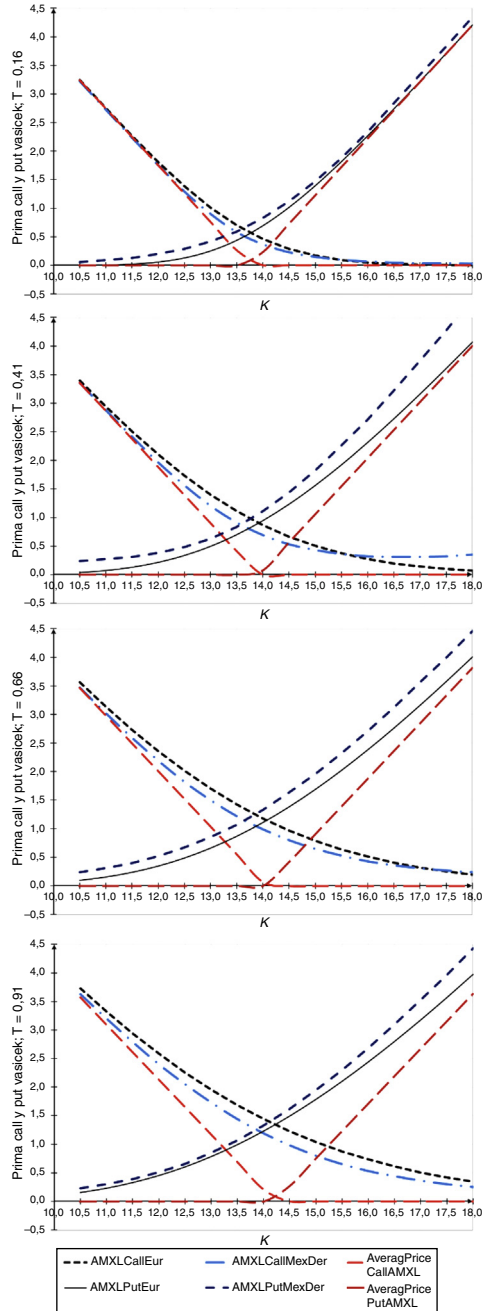 4,5
4,0
3,5
3,0
2,5
2,0
1,5
1,0
0,5
0,0
–0,5
Prima call y put vasicek; T = 0,16
10,0 10,5 11,0 11,5 12,0 12,5 13,0 13,5 14,0 14,5 15,0 15,5 16,0 16,5 17,0 17,5 18,0
K
4,5
4,0
3,5
3,0
2,5
2,0
1,5
1,0
0,5
0,0
–0,5
Prima call y put vasicek; T = 0,41
10,0 10,5 11,0 11,5 12,0 12,5 13,0 13,5 14,0 14,5 15,0 15,5 16,0 16,5 17,0 17,5 18,0
K
4,5
4,0
3,5
3,0
2,5
2,0
1,5
1,0
0,5
0,0
–0,5
Prima call y put vasicek; T = 0,66
10,0 10,5 11,0 11,5 12,0 12,5 13,0 13,5 14,0 14,5 15,0 15,5 16,0 16,5 17,0 17,5 18,0
K
4,5
4,0
3,5
3,0
2,5
2,0
1,5
1,0
0,5
0,0
–0,5
Prima call y put vasicek; T = 0,91
10,0 10,5 11,0 11,5 12,0 12,5 13,0 13,5 14,0 14,5 15,0 15,5 16,0 16,5 17,0 17,5 18,0
K
AMXLCallEur AMXLCallMexDer AveragPrice
CallAMXL
AMXLPutEur AMXLPutMexDer AveragPrice
PutAMXL